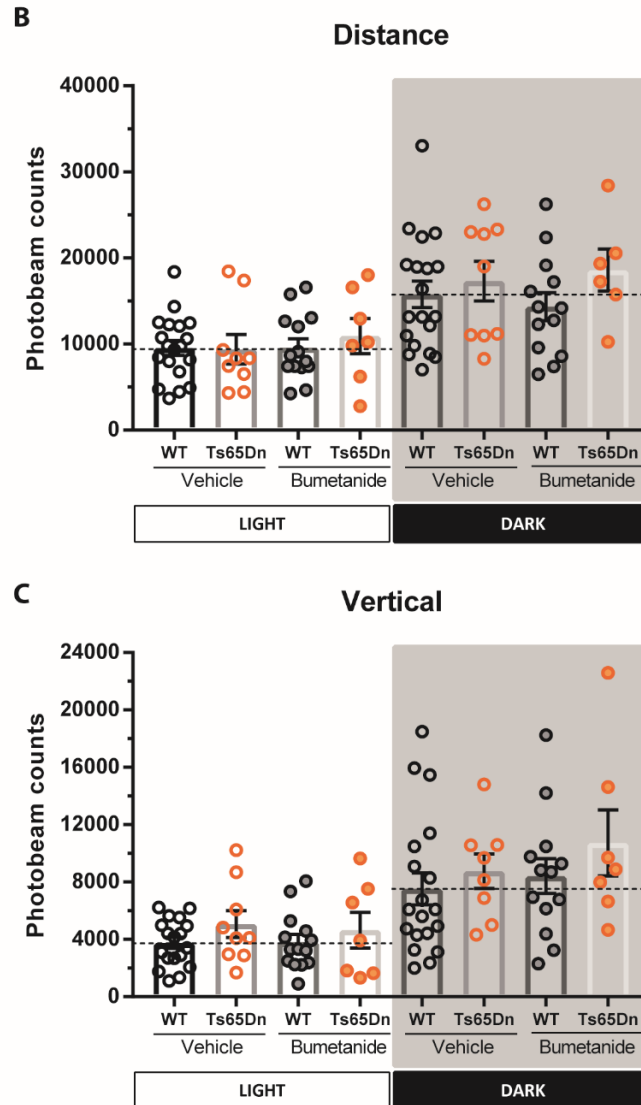 B
Distance
Photobeam counts
40000
30000
20000
10000
0
WT Ts65Dn WT Ts65Dn WT Ts65Dn WT Ts65Dn
Vehicle Bumetanide Vehicle Bumetanide
LIGHT DARK
C
Vertical
Photobeam counts
24000
20000
16000
12000
8000
4000
0
WT Ts65Dn WT Ts65Dn WT Ts65Dn WT Ts65Dn
Vehicle Bumetanide Vehicle Bumetanide
LIGHT DARK